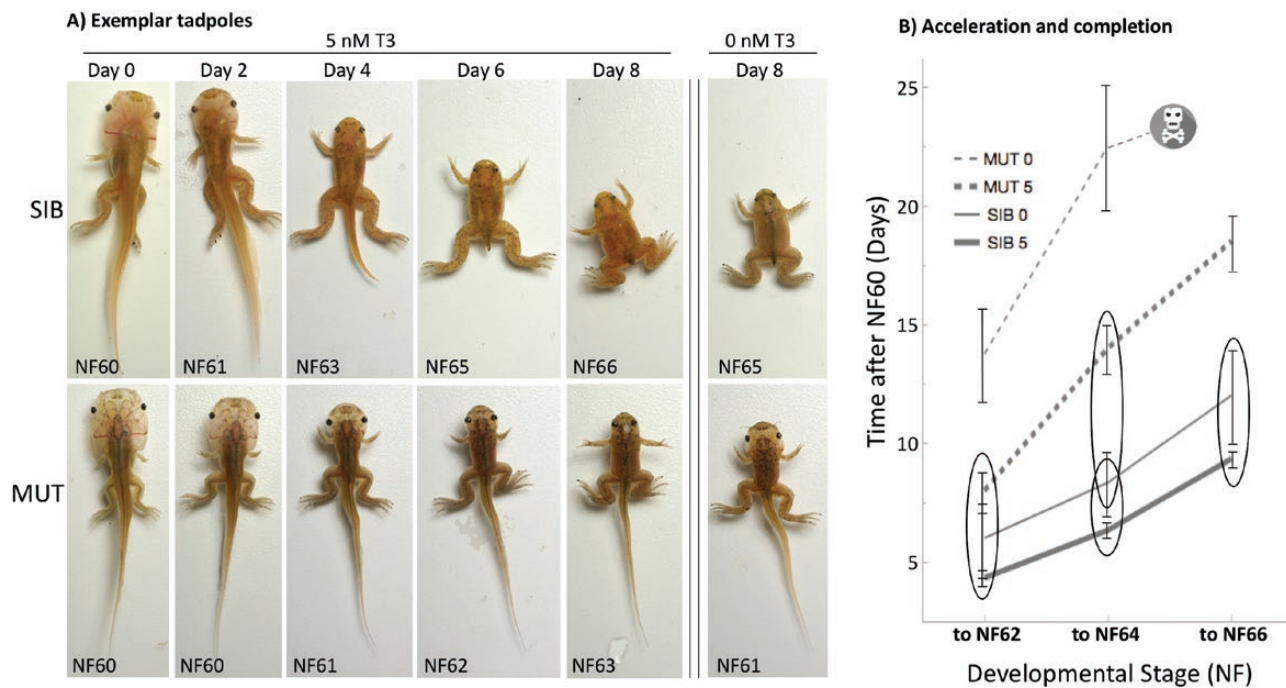 A) Exemplar tadpoles
5 nM T3
0 nM T3
Day 0
Day 2
Day 4
Day 6
Day 8
Day 8
SIB
NF60
NF61
NF63
NF65
NF66
NF65
MUT
NF60
NF60
NF61
NF62
NF63
NF61
B) Acceleration and completion
25
20
15
10
5
Time after NF60 (Days)
MUT 0
MUT 5
SIB 0
SIB 5
to NF62
to NF64
to NF66
Developmental Stage (NF)